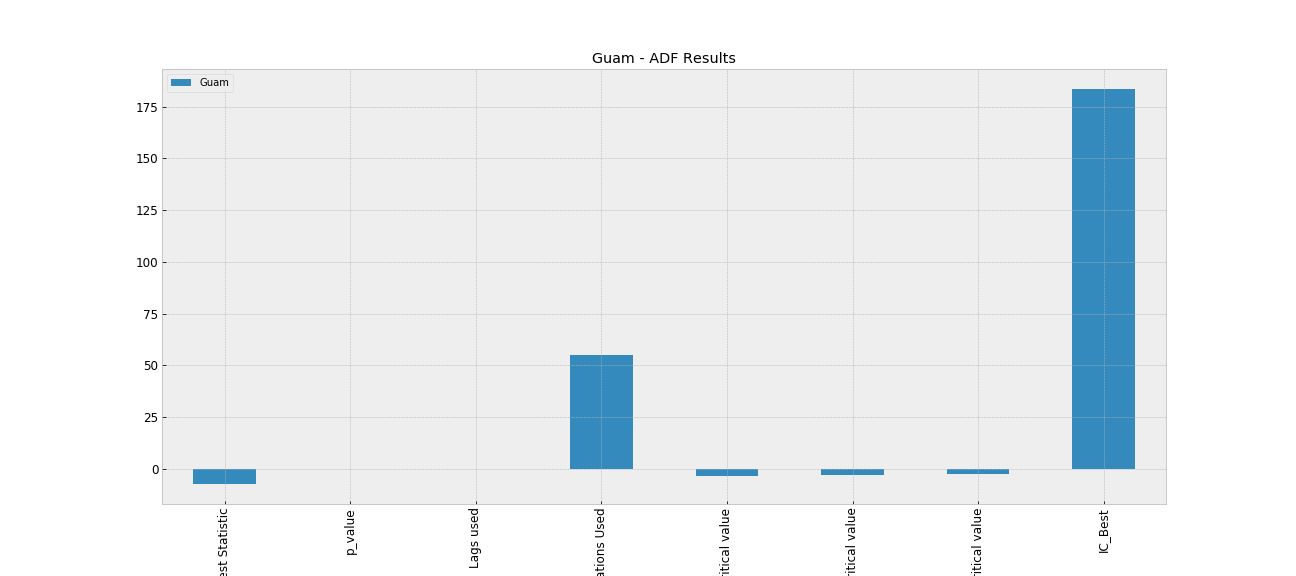 Guam - ADF Results
Guam
175
150
125
100
75
50
25
0
est Statistic
p_value
Lags used
ations Used
ritical value
ritical value
ritical value
IC_Best